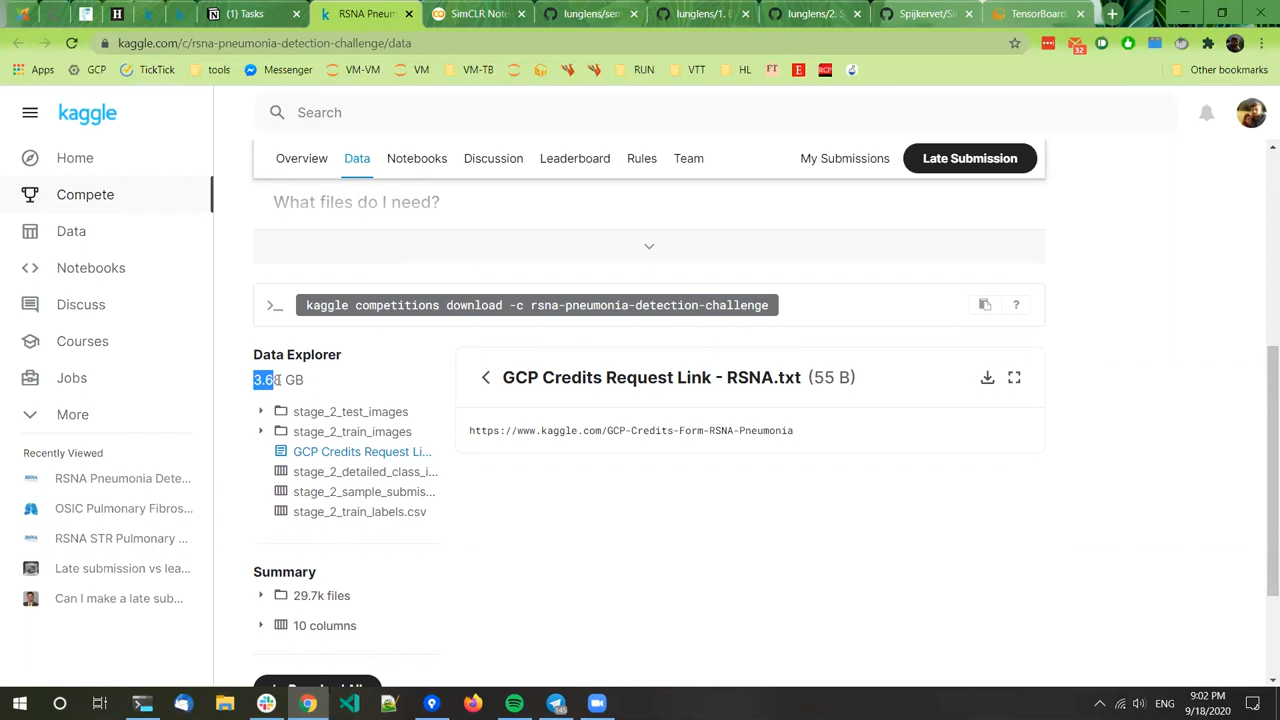 (1) Tasks
RSNA Pneum
SimCLR Note
lunglens/sem
lunglens/1. E
lunglens/2. S
Spijkervet/Si
TensorBoard
kaggle.com/c/rsna-pneumonia-detection-challenge/data
32
Apps
GCP
TickTick
tools
Messenger
VM-VM
VM
VM-TB
RUN
VTT
HL
FT
E
RCP
Other bookmarks
kaggle
Search
Home
Compete
Data
Notebooks
Discuss
Courses
Jobs
More
Recently Viewed
RSNA Pneumonia Dete...
OSIC Pulmonary Fibros...
RSNA STR Pulmonary ...
Late submission vs lea...
Can I make a late sub...
Overview
Data
Notebooks
Discussion
Leaderboard
Rules
Team
My Submissions
Late Submission
What files do I need?
>_ kaggle competitions download -c rsna-pneumonia-detection-challenge
?
Data Explorer
3.68 GB
stage_2_test_images
stage_2_train_images
GCP Credits Request Li...
stage_2_detailed_class_i...
stage_2_sample_submis...
stage_2_train_labels.csv
Summary
29.7k files
10 columns
GCP Credits Request Link - RSNA.txt (55 B)
https://www.kaggle.com/GCP-Credits-Form-RSNA-Pneumonia
ENG
9:02 PM
9/18/2020